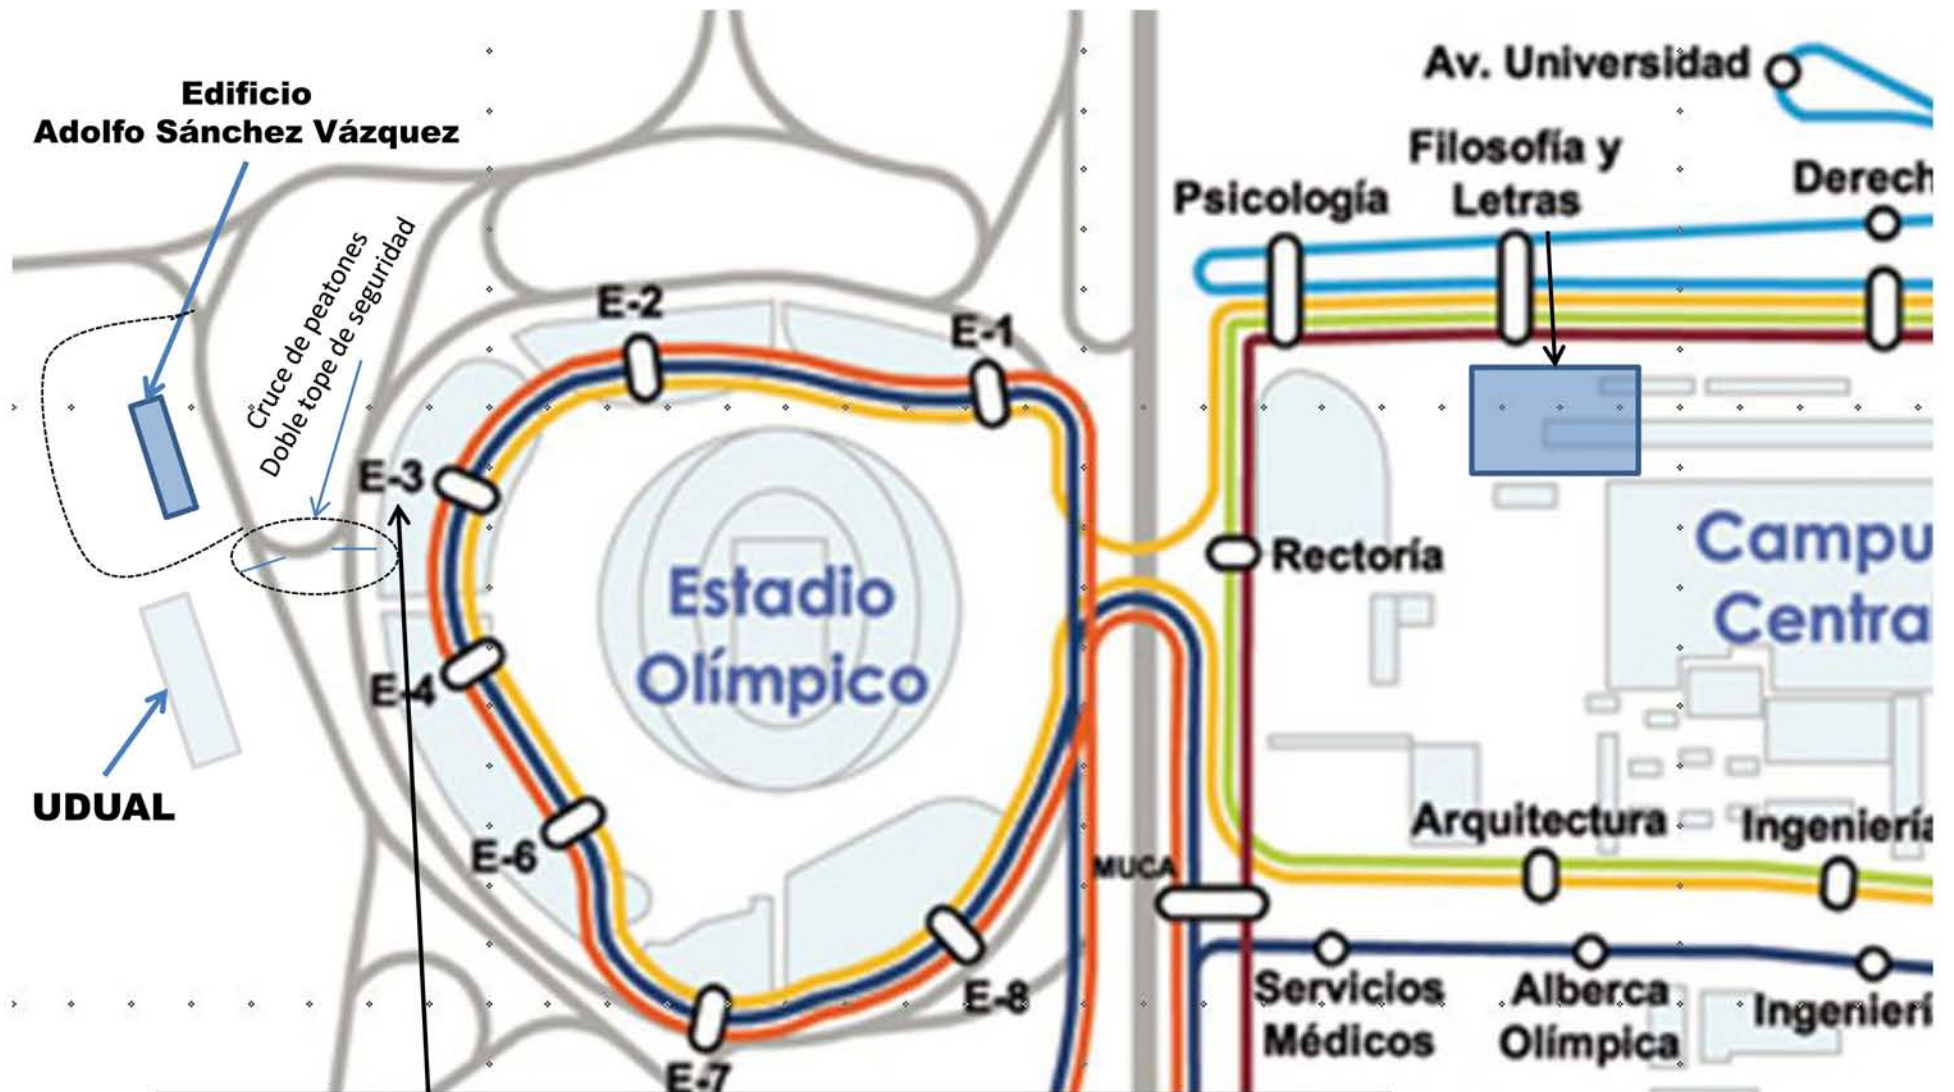 Edificio
Adolfo Sánchez Vázquez
Cruce de peatones
Doble tope de seguridad
UDUAL
E-2
E-1
E-3
E-4
E-6
E-7
E-8
Estadio
Olímpico
Av. Universidad
Filosofía y
Letras
Psicología
Derech
Rectoría
Campu
Centra
Arquitectura
Ingeniería
MUCA
Servicios
Médicos
Alberca
Olímpica
Ingenierí